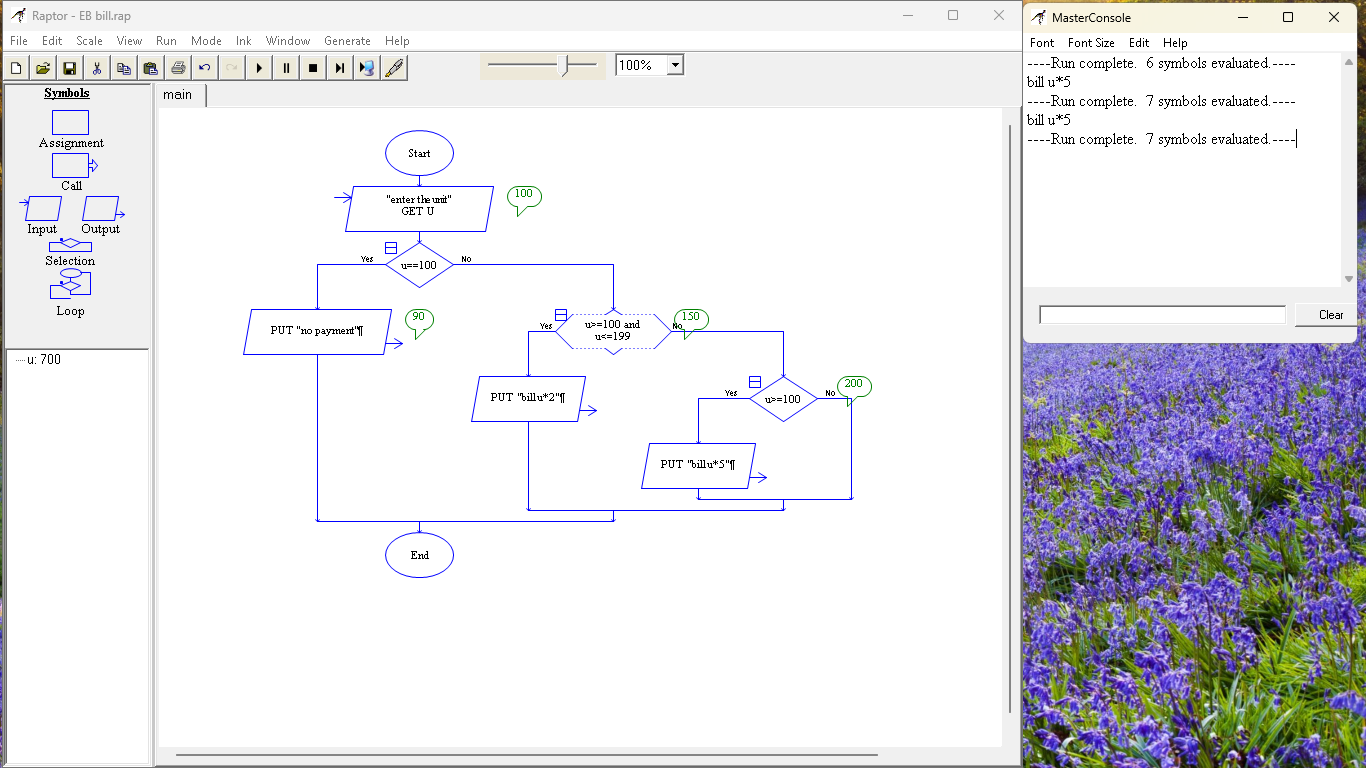 Raptor - EB bill.rap
File Edit Scale View Run Mode Ink Window Generate Help
100%
Symbols
Assignment
Call
Input Output
Selection
Loop
u: 700
main
Start
"enter the unit"
GET U
100
u==100
Yes
No
PUT "no payment"¶
90
u>=100 and
u<=199
Yes
No
150
PUT "bill u*2"¶
u>=100
Yes
No
200
PUT "bill u*5"¶
End
MasterConsole
Font Font Size Edit Help
----Run complete. 6 symbols evaluated.----
bill u*5
----Run complete. 7 symbols evaluated.----
bill u*5
----Run complete. 7 symbols evaluated.----
Clear